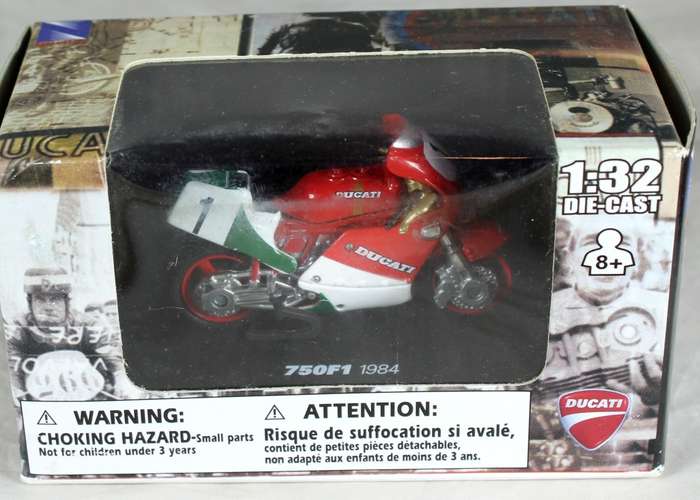 UCA
1:32
DIE-CAST
8+
1
DUCATI
DUCATI
750F1 1984
DUCATI
966
WARNING:
CHOKING HAZARD-Small parts
Not for children under 3 years
ATTENTION:
Risque de suffocation si avalé,
contient de petites pièces détachables,
non adapté aux enfants de moins de 3 ans.